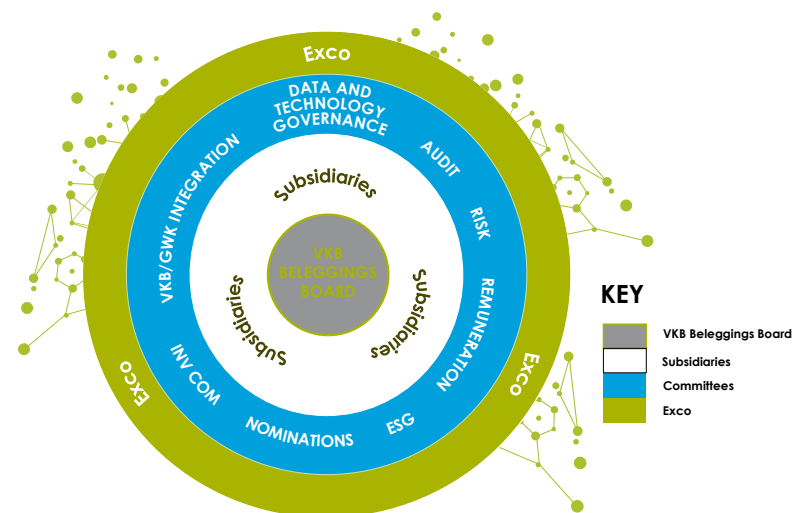 Exco
DATA AND
TECHNOLOGY
GOVERNANCE
AUDIT
RISK
REMUNERATION
ESG
NOMINATIONS
INV COM
VKB/GWK INTEGRATION
Subsidiaries
Subsidiaries
Subsidiaries
VKB
BELEGGINGS
BOARD
Exco
Exco
KEY
VKB Beleggings Board
Subsidiaries
Committees
Exco